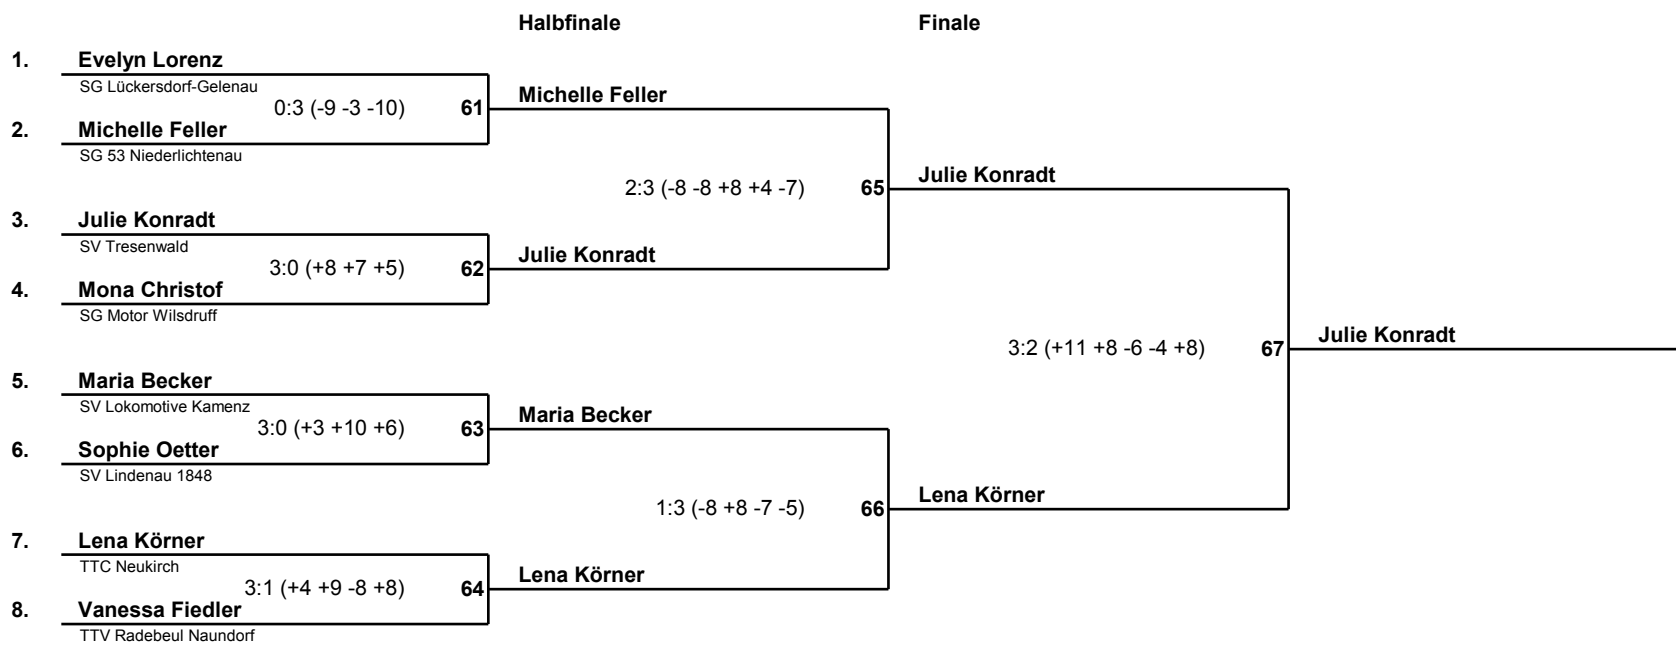 Halbfinale Finale
1. Evelyn Lorenz
SG Lückersdorf-Gelenau
0:3 (-9 -3 -10) 61 Michelle Feller
2. Michelle Feller
SG 53 Niederlichtenau
2:3 (-8 -8 +8 +4 -7) 65 Julie Konradt
3. Julie Konradt
SV Tresenwald
3:0 (+8 +7 +5) 62 Julie Konradt
4. Mona Christof
SG Motor Wilsdruff
3:2 (+11 +8 -6 -4 +8) 67 Julie Konradt
5. Maria Becker
SV Lokomotive Kamenz
3:0 (+3 +10 +6) 63 Maria Becker
6. Sophie Oetter
SV Lindenau 1848
1:3 (-8 +8 -7 -5) 66 Lena Körner
7. Lena Körner
TTC Neukirch
3:1 (+4 +9 -8 +8) 64 Lena Körner
8. Vanessa Fiedler
TTV Radebeul Naundorf